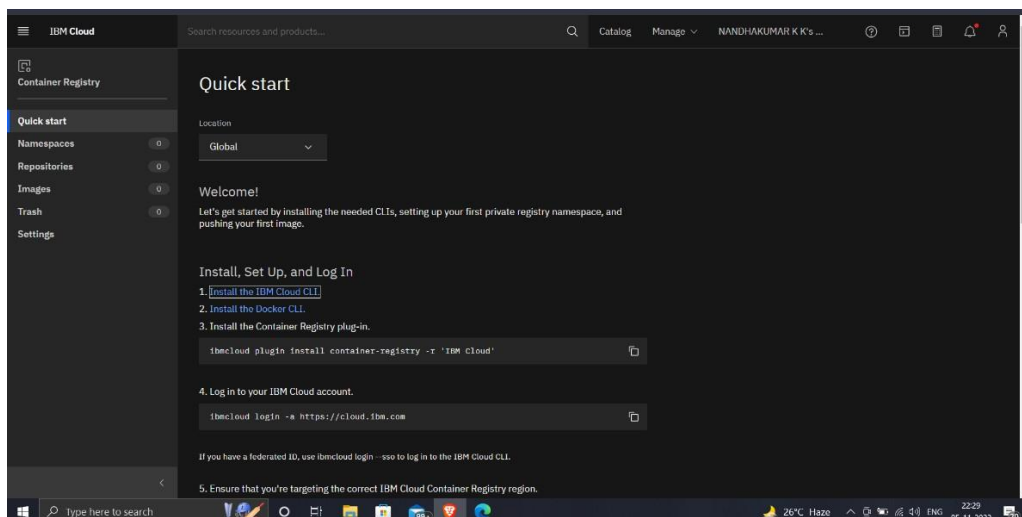 IBM Cloud
Search resources and products...
Catalog
Manage
NANDHAKUMAR K K's ...
Container Registry
Quick start
Namespaces 0
Repositories 0
Images 0
Trash 0
Settings
Quick start
Location
Global
Welcome!
Let's get started by installing the needed CLIs, setting up your first private registry namespace, and
pushing your first image.
Install, Set Up, and Log In
1. Install the IBM Cloud CLI.
2. Install the Docker CLI.
3. Install the Container Registry plug-in.
ibmcloud plugin install container-registry -r 'IBM Cloud'
4. Log in to your IBM Cloud account.
ibmcloud login -a https://cloud.ibm.com
If you have a federated ID, use ibmcloud login --sso to log in to the IBM Cloud CLI.
5. Ensure that you're targeting the correct IBM Cloud Container Registry region.
Type here to search
26°C Haze
ENG
22:29